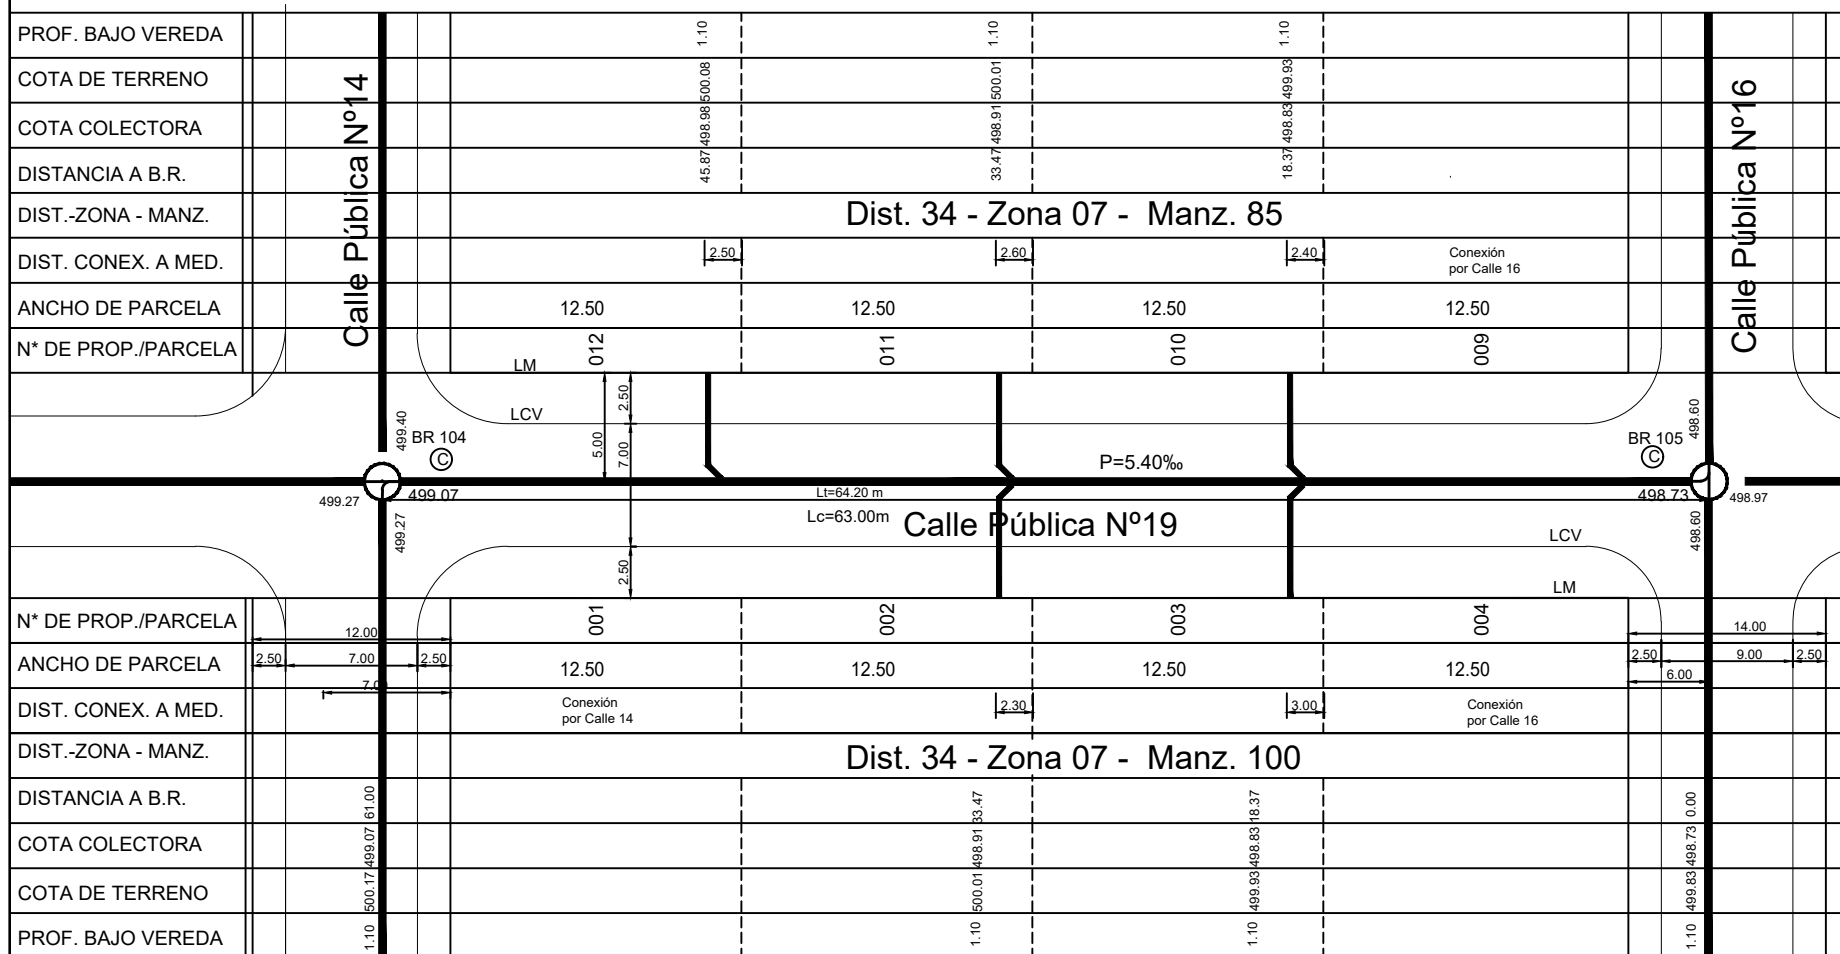 PROF. BAJO VEREDA 1.10 1.10 1.10
COTA DE TERRENO 500.08 500.01 499.93
COTA COLECTORA 498.98 498.91 498.83
DISTANCIA A B.R. 45.87 33.47 18.37
Calle Pública Nº14
Calle Pública Nº16
DIST.-ZONA - MANZ. Dist. 34 - Zona 07 - Manz. 85
DIST. CONEX. A MED. 2.50 2.60 2.40 Conexión
por Calle 16
ANCHO DE PARCELA 12.50 12.50 12.50 12.50
N* DE PROP./PARCELA 012 011 010 009
LM
LCV
2.50
5.00
7.00
499.40
BR 104
C
P=5.40‰
BR 105
C
498.60
499.27
499.07
Lt=64.20 m
498.73
498.97
Lc=63.00m
Calle Pública Nº19
499.27
498.60
LCV
2.50
LM
N* DE PROP./PARCELA 001 002 003 004
12.00
14.00
ANCHO DE PARCELA 2.50 7.00 2.50 12.50 12.50 12.50 12.50 2.50 9.00 2.50
7.00
6.00
DIST. CONEX. A MED. Conexión
por Calle 14
2.30 3.00 Conexión
por Calle 16
DIST.-ZONA - MANZ. Dist. 34 - Zona 07 - Manz. 100
DISTANCIA A B.R. 61.00 33.47 18.37 0.00
COTA COLECTORA 499.07 498.91 498.83 498.73
COTA DE TERRENO 500.17 500.01 499.93 499.83
PROF. BAJO VEREDA 1.10 1.10 1.10 1.10